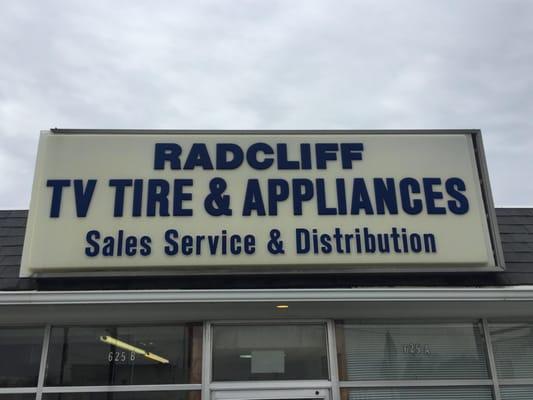 RADCLIFF
TV TIRE & APPLIANCES
Sales Service & Distribution
625 B
625 A